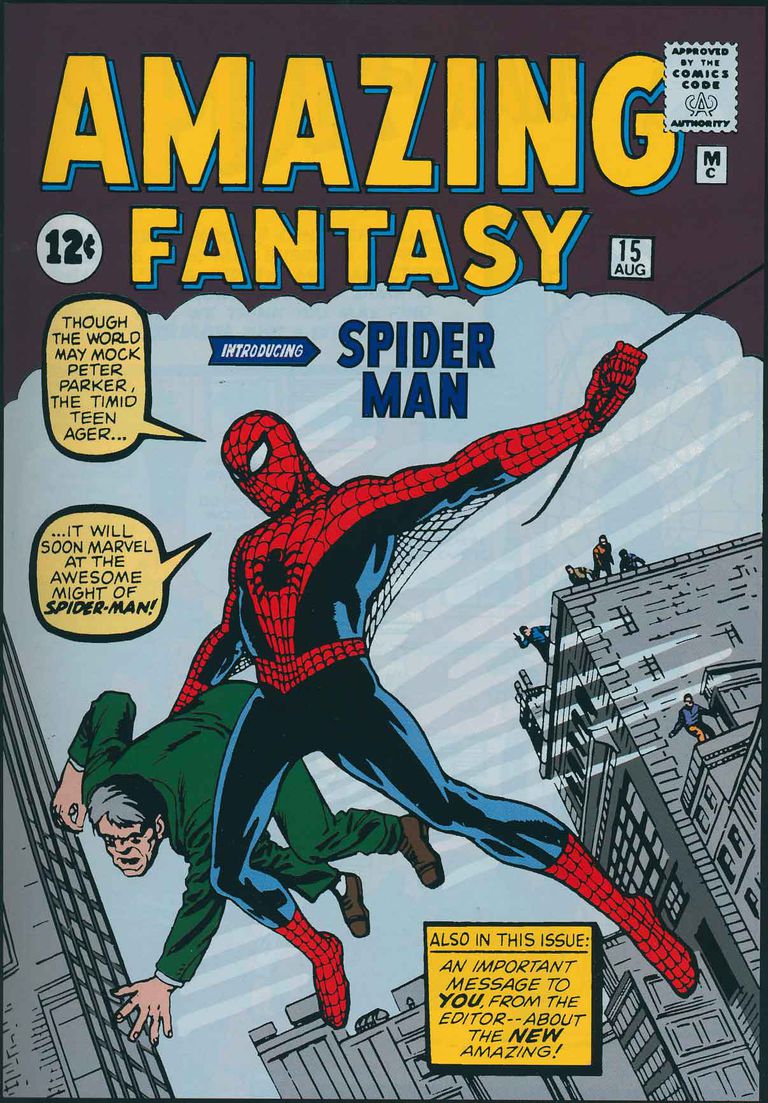 AMAZING
FANTASY
APPROVED
BY THE
COMICS
CODE
CA
AUTHORITY
M
C
12¢
15
AUG
INTRODUCING
SPIDER
MAN
THOUGH
THE WORLD
MAY MOCK
PETER
PARKER,
THE TIMID
TEEN
AGER...
...IT WILL
SOON MARVEL
AT THE
AWESOME
MIGHT OF
SPIDER-MAN!
ALSO IN THIS ISSUE:
AN IMPORTANT
MESSAGE TO
YOU, FROM THE
EDITOR--ABOUT
THE NEW
AMAZING!